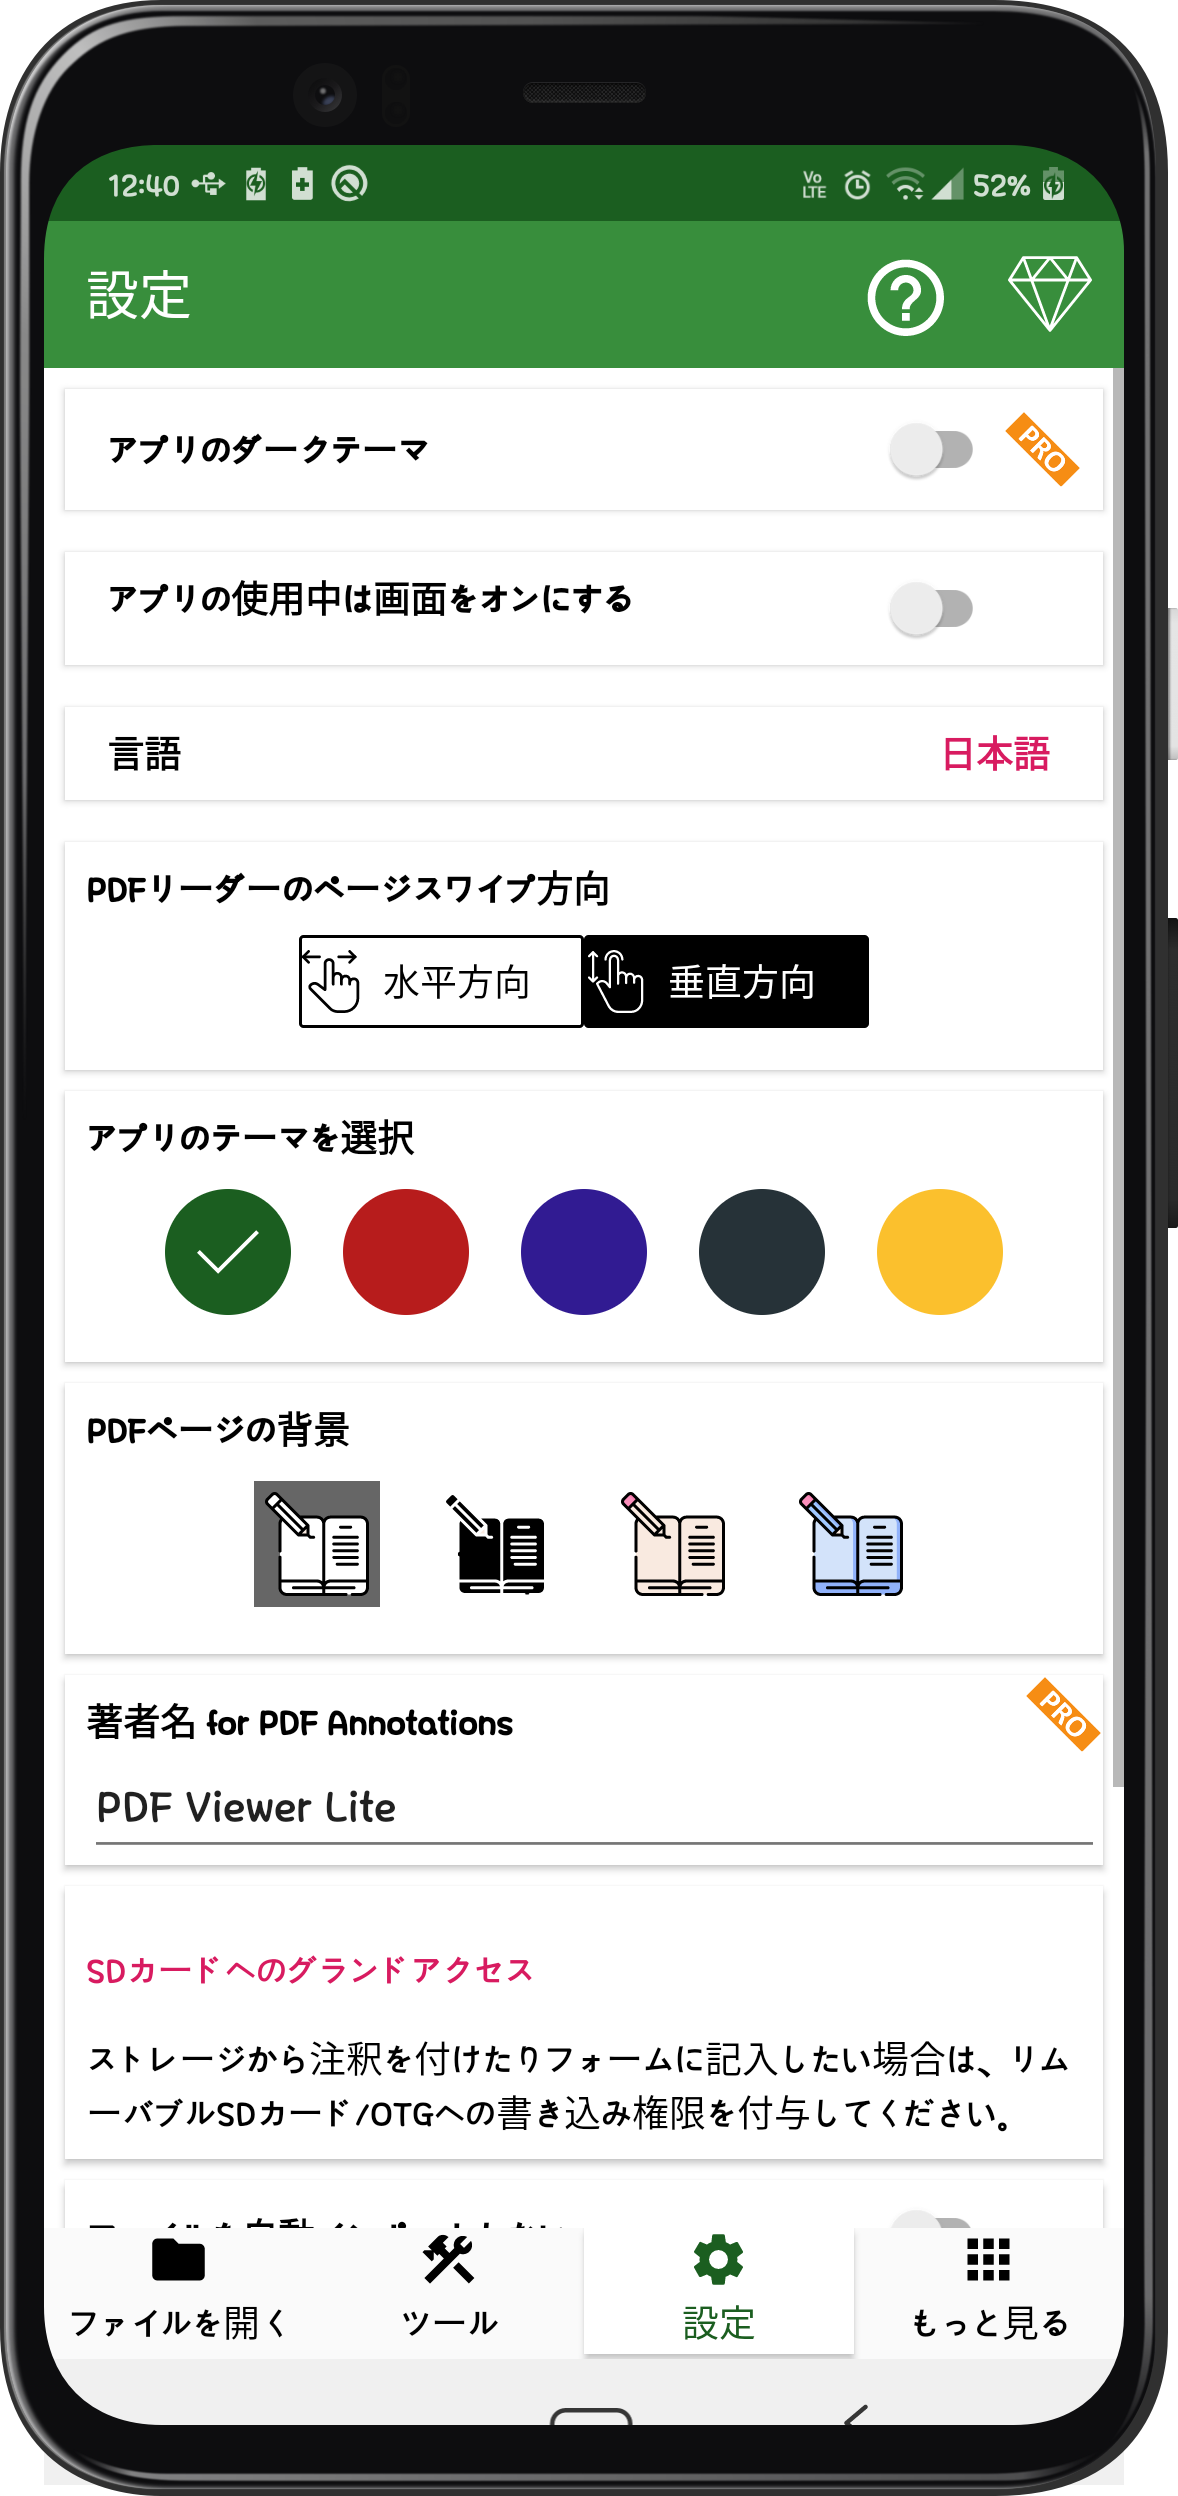 12:40
Vo LTE 52%
設定
アプリのダークテーマ
PRO
アプリの使用中は画面をオンにする
言語 日本語
PDFリーダーのページスワイプ方向
水平方向 垂直方向
アプリのテーマを選択
PDFページの背景
著者名 for PDF Annotations
PRO
PDF Viewer Lite
SDカードへのグランドアクセス
ストレージから注釈を付けたりフォームに記入したい場合は、リム
ーバブルSDカード/OTGへの書き込み権限を付与してください。
ファイルを開く ツール 設定 もっと見る